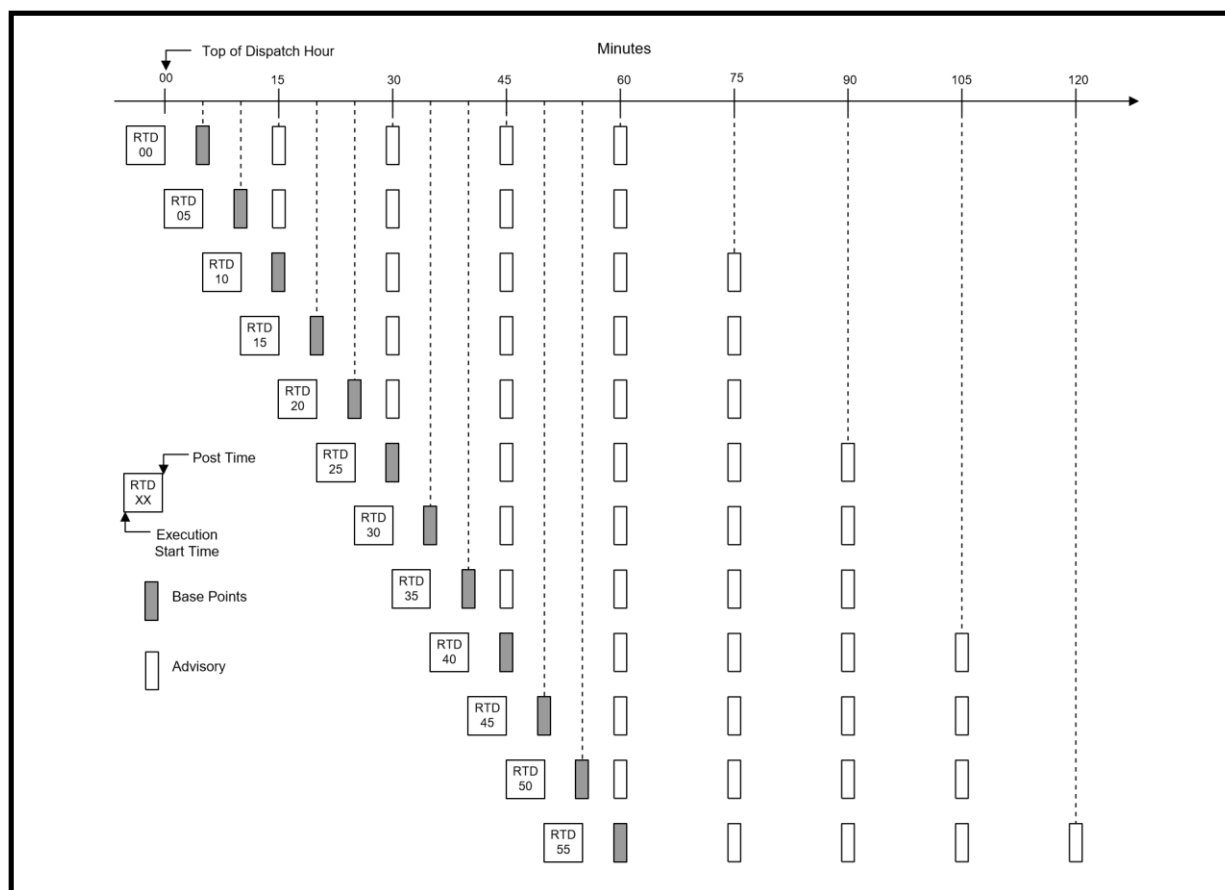 Top of Dispatch Hour
Minutes
00 15 30 45 60 75 90 105 120
RTD
00
RTD
05
RTD
10
RTD
15
RTD
20
RTD
25
Post Time
RTD
XX
Execution
Start Time
RTD
30
RTD
35
Base Points
RTD
40
Advisory
RTD
45
RTD
50
RTD
55